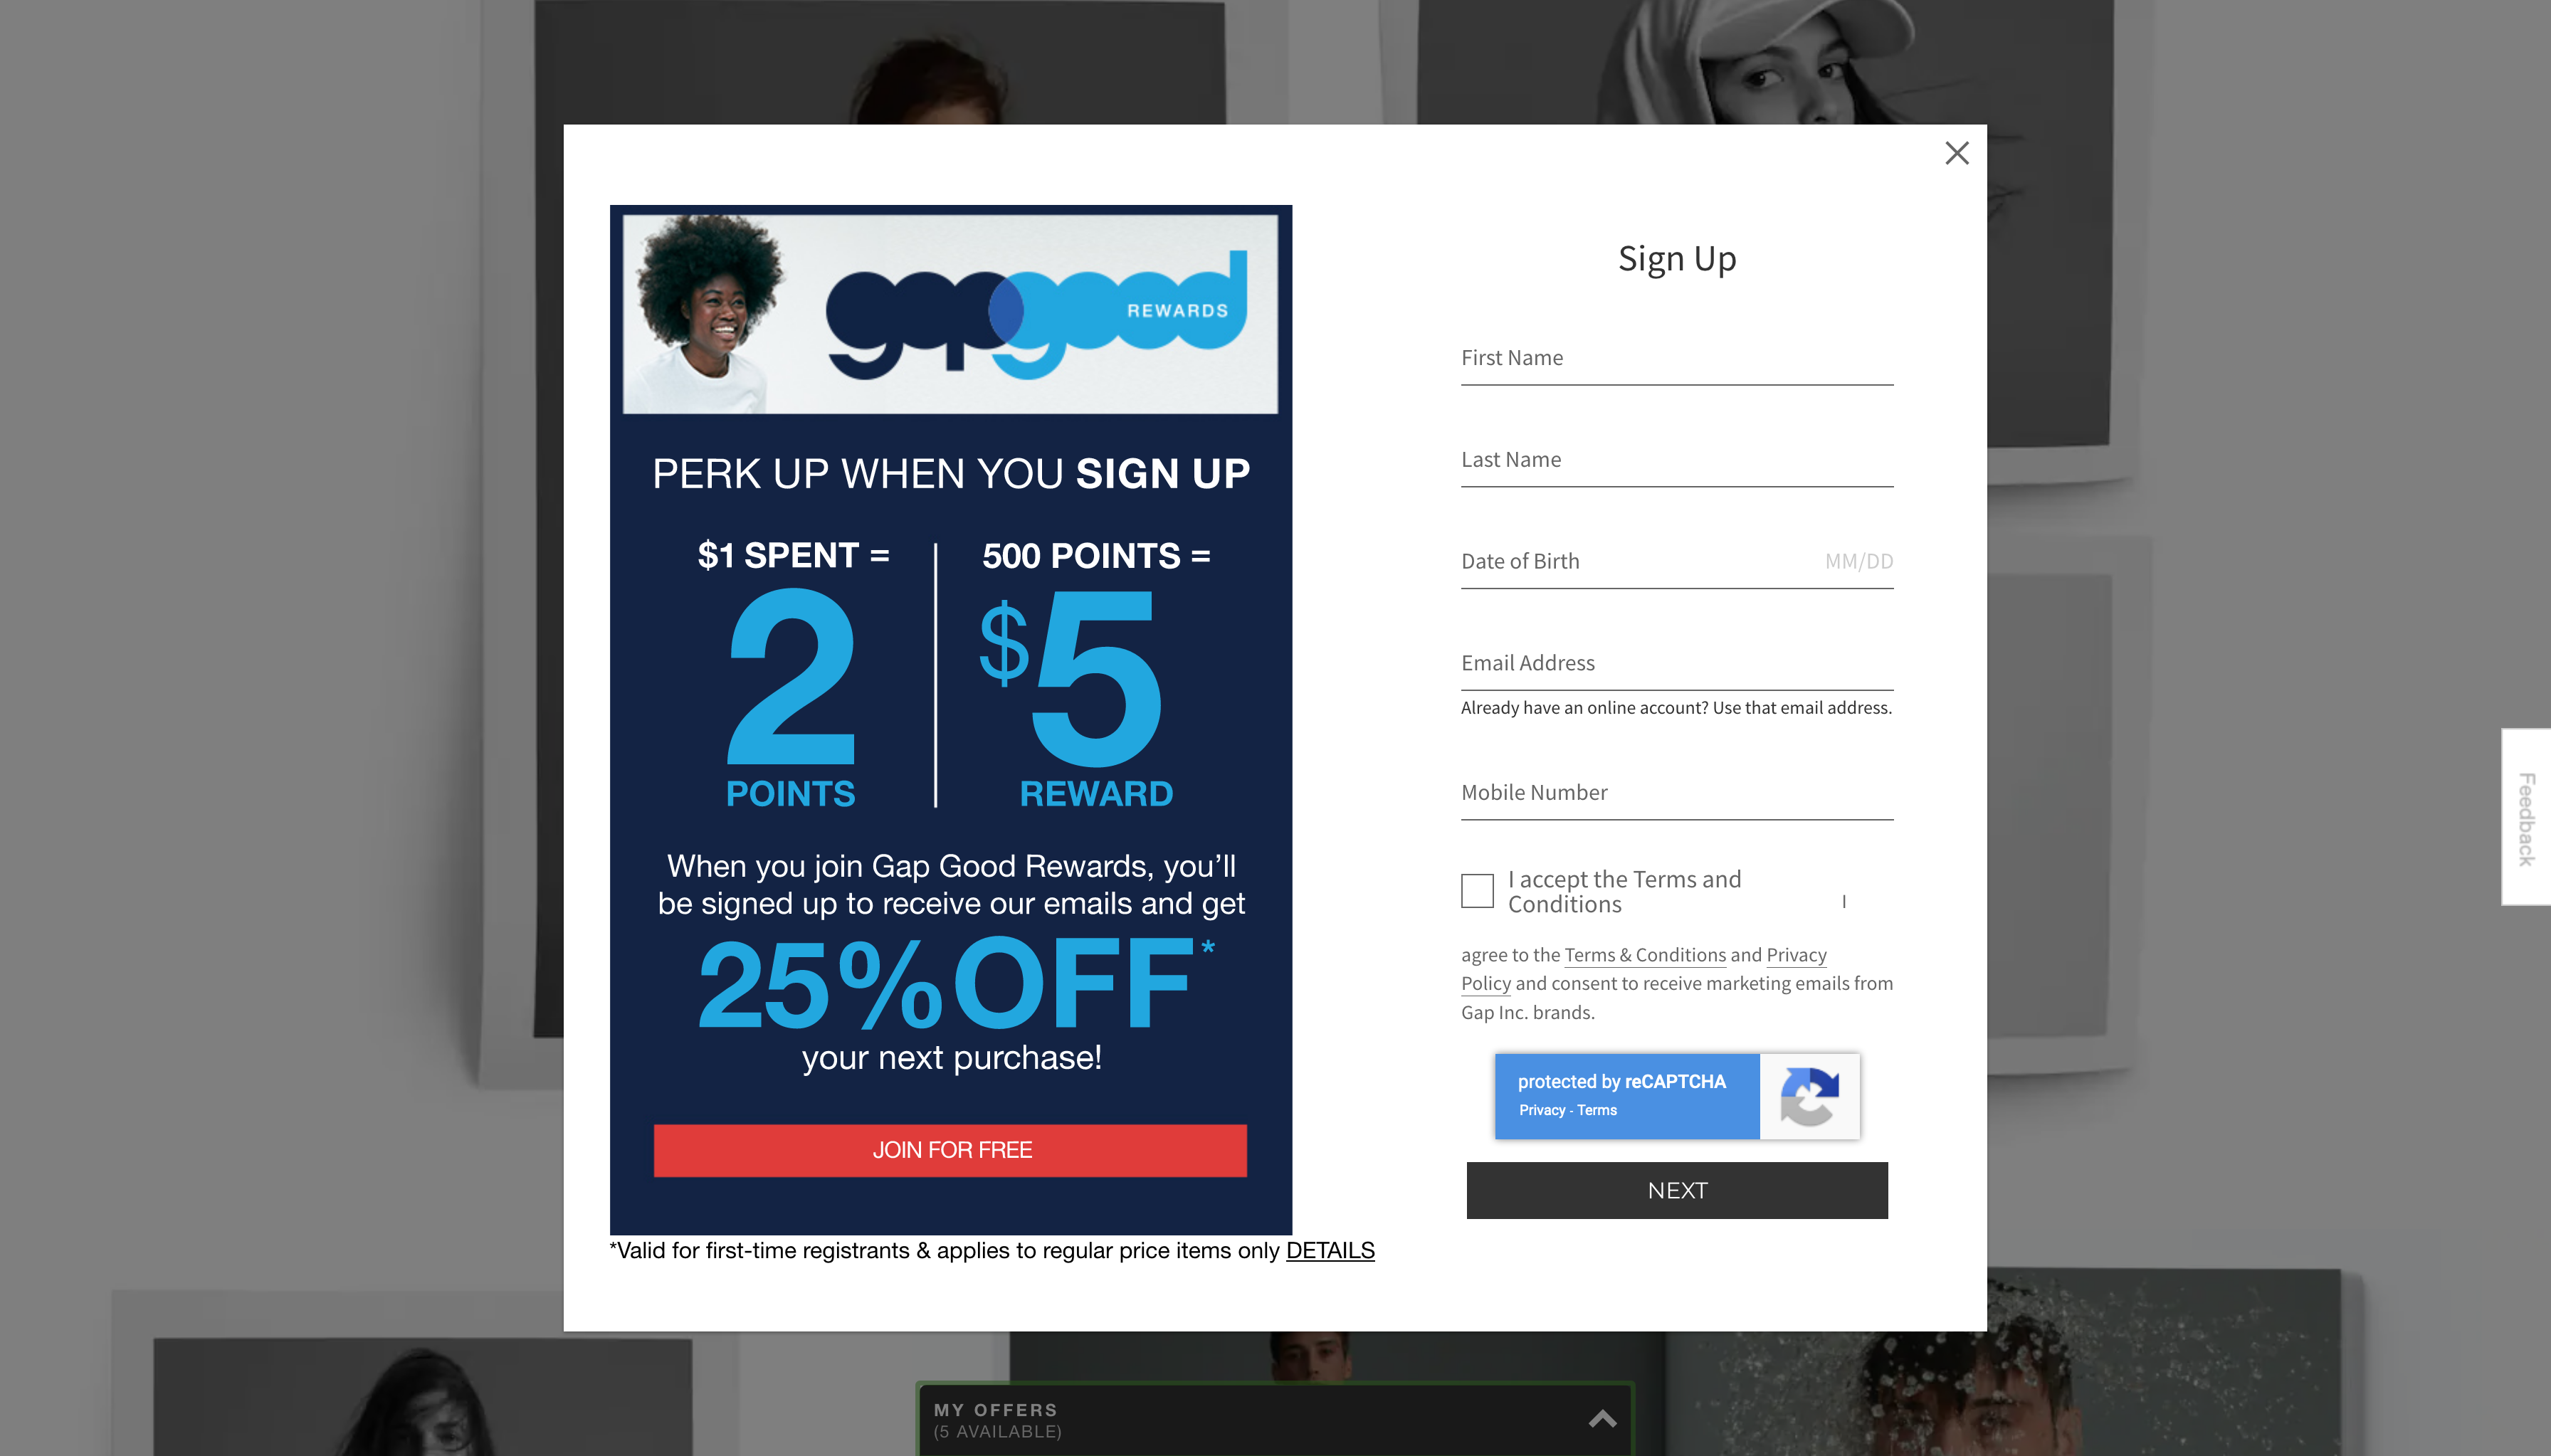 gapgood
REWARDS
PERK UP WHEN YOU SIGN UP
$1 SPENT =
2
POINTS
500 POINTS =
$5
REWARD
When you join Gap Good Rewards, you’ll
be signed up to receive our emails and get
25%OFF*
your next purchase!
JOIN FOR FREE
*Valid for first-time registrants & applies to regular price items only DETAILS
Sign Up
First Name
Last Name
Date of Birth MM/DD
Email Address
Already have an online account? Use that email address.
Mobile Number
I accept the Terms and
Conditions I
agree to the Terms & Conditions and Privacy
Policy and consent to receive marketing emails from
Gap Inc. brands.
protected by reCAPTCHA
Privacy - Terms
NEXT
Feedback
MY OFFERS
(5 AVAILABLE)